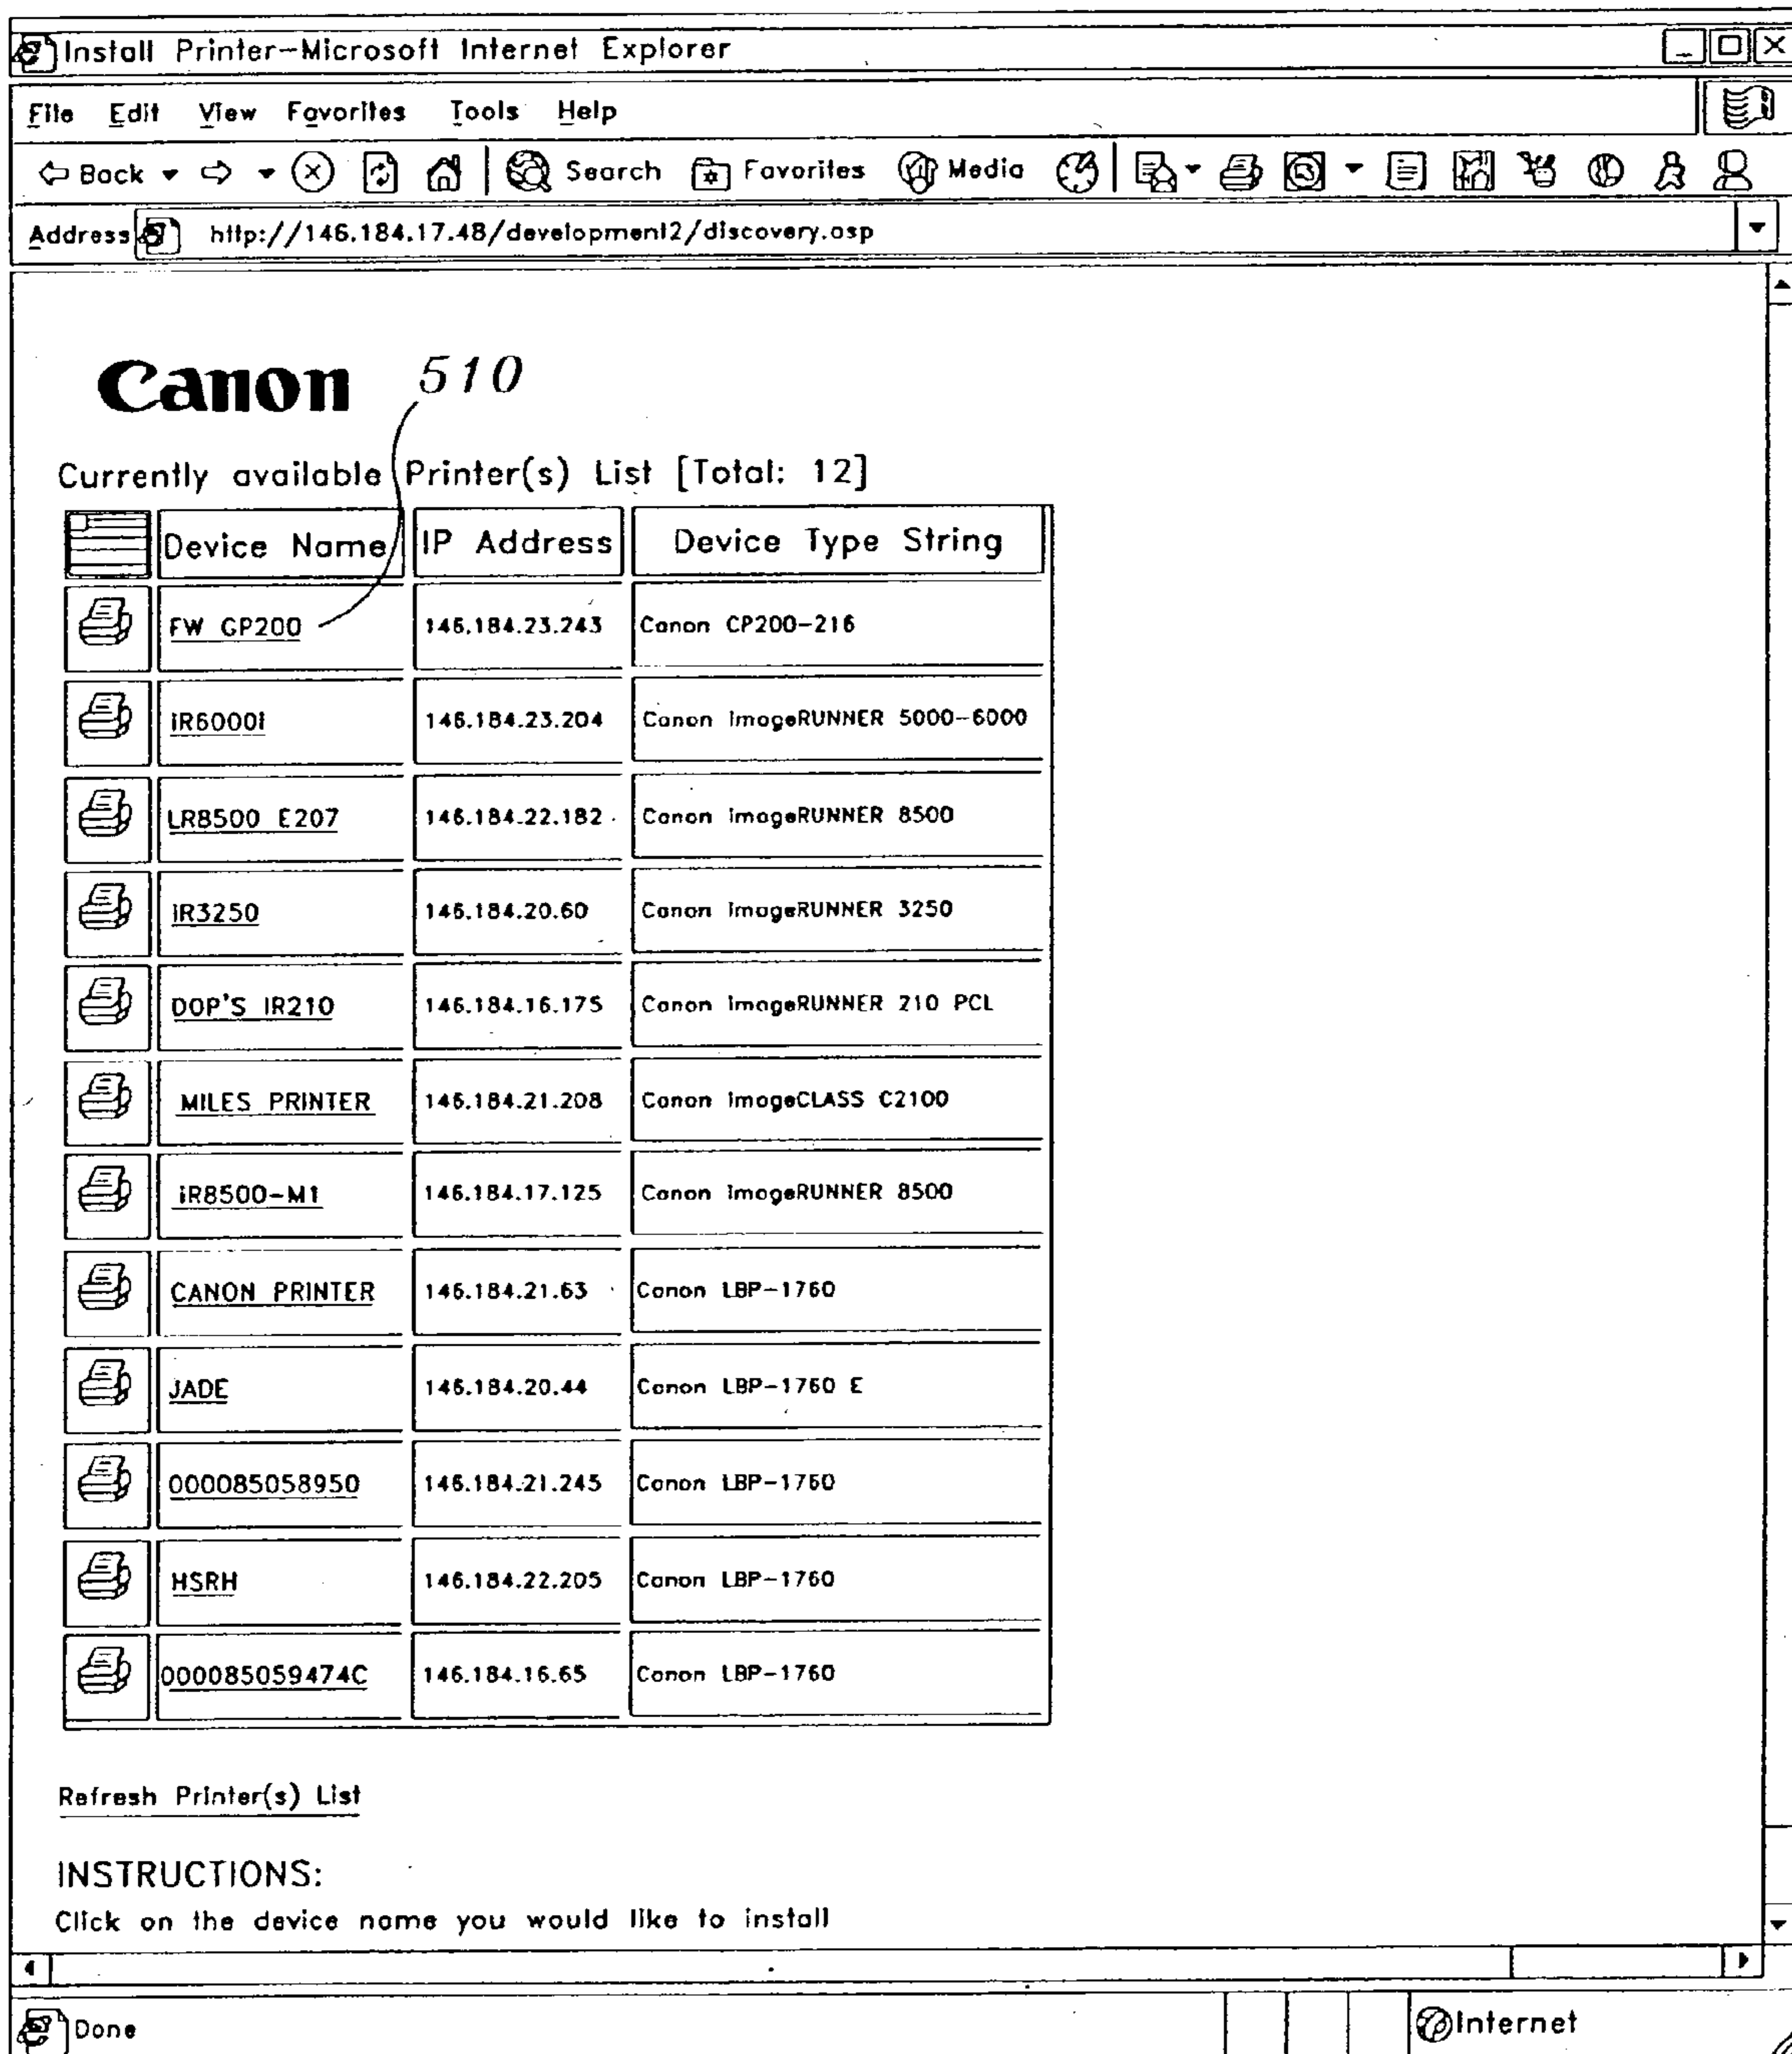 Install Printer-Microsoft Internet Explorer
File Edit View Favorites Tools Help
Back Search Favorites Media
Address http://146.184.17.48/development2/discovery.asp
Canon 510
Currently available Printer(s) List [Total: 12]
Device Name IP Address Device Type String
FW GP200 146.184.23.243 Canon CP200-216
iR6000i 146.184.23.204 Canon imageRUNNER 5000-6000
LR8500 E207 146.184.22.182 Canon imageRUNNER 8500
IR3250 146.184.20.60 Canon imageRUNNER 3250
DOP'S IR210 146.184.16.175 Canon imageRUNNER 210 PCL
MILES PRINTER 146.184.21.208 Canon imageCLASS C2100
iR8500-M1 146.184.17.125 Canon imageRUNNER 8500
CANON PRINTER 146.184.21.63 Canon LBP-1760
JADE 146.184.20.44 Canon LBP-1760 E
000085058950 146.184.21.245 Canon LBP-1760
HSRH 146.184.22.205 Canon LBP-1760
000085059474C 146.184.16.65 Canon LBP-1760
Refresh Printer(s) List
INSTRUCTIONS:
Click on the device name you would like to install
Done Internet